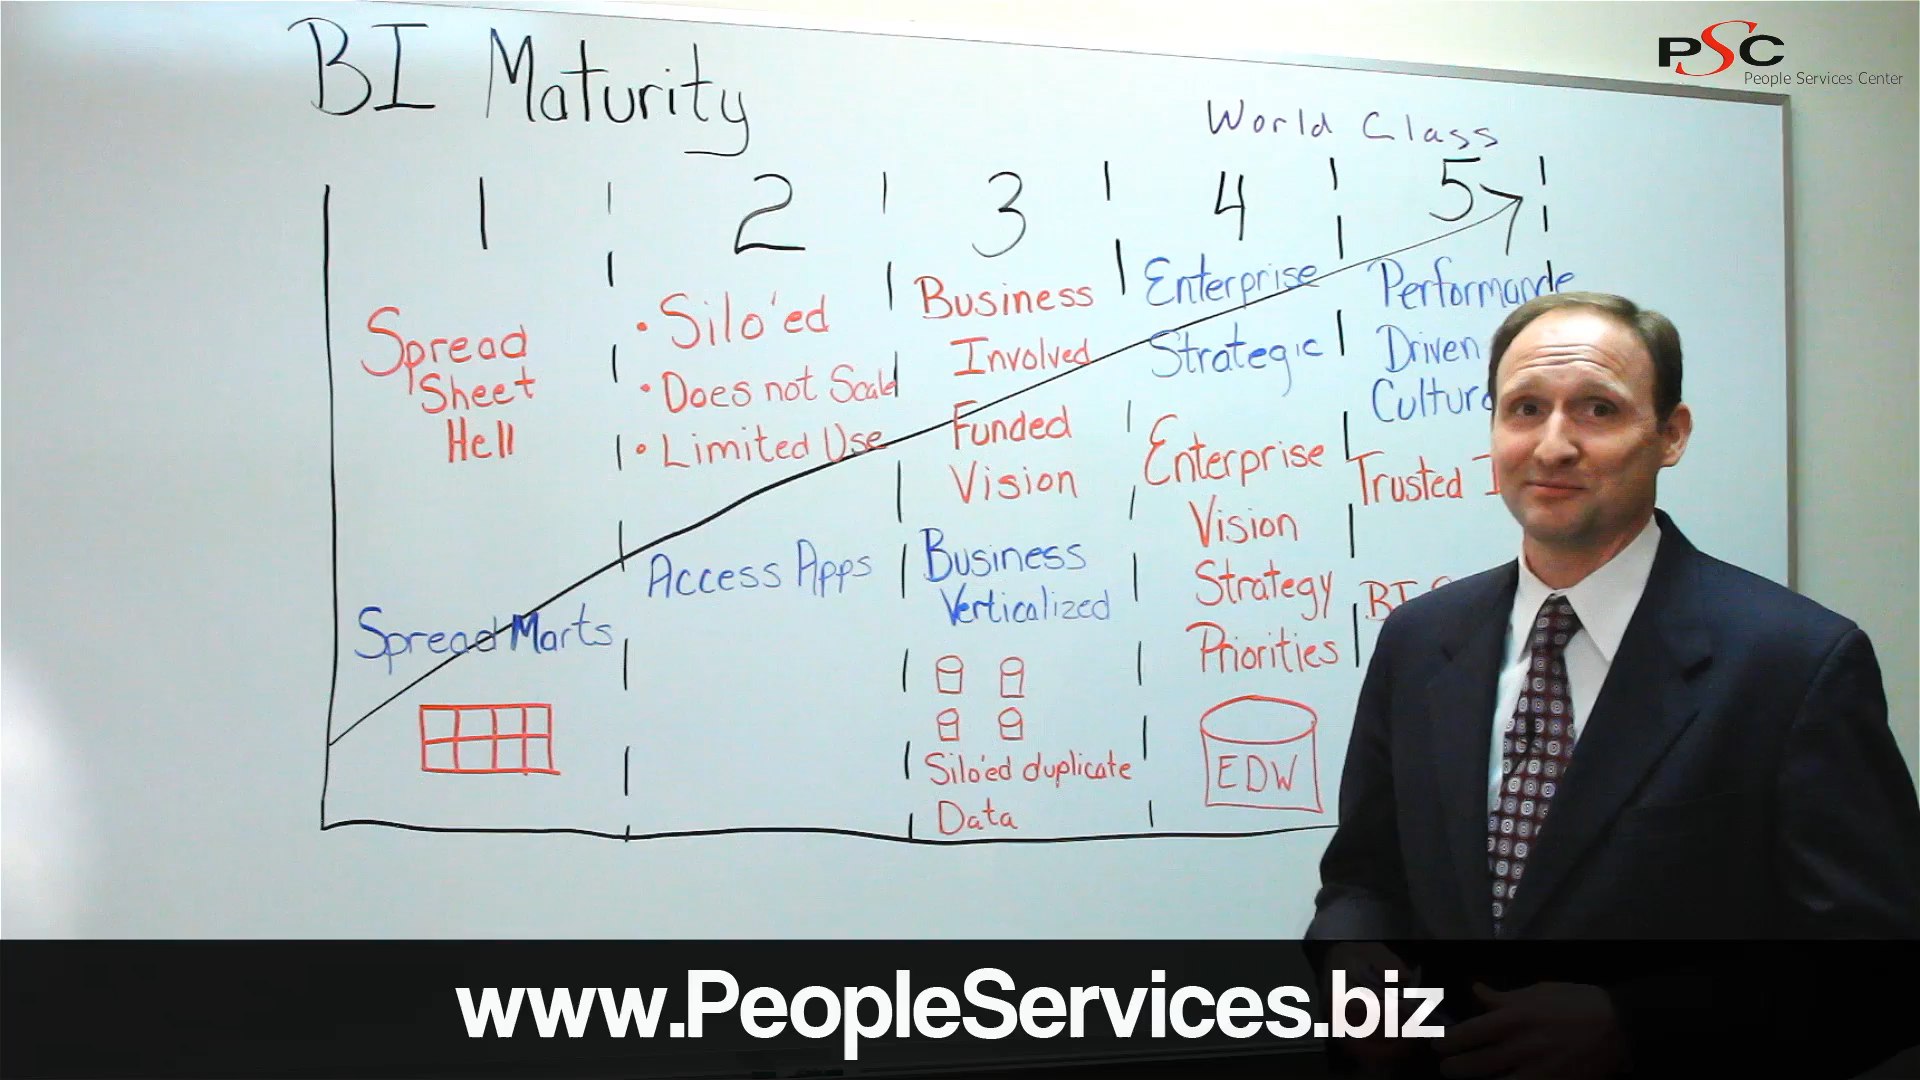 BI Maturity
PSC
People Services Center
World Class
1 2 3 4 5
Spread
Sheet
Hell
Spread Marts
• Silo'ed
• Does not Scale
• Limited Use
Access Apps
Business
Involved
Funded
Vision
Business
Verticalized
Silo'ed duplicate
Data
Enterprise
Strategic
Enterprise
Vision
Strategy
Priorities
EDW
Performance
Driven
Trusted
BI
www.PeopleServices.biz